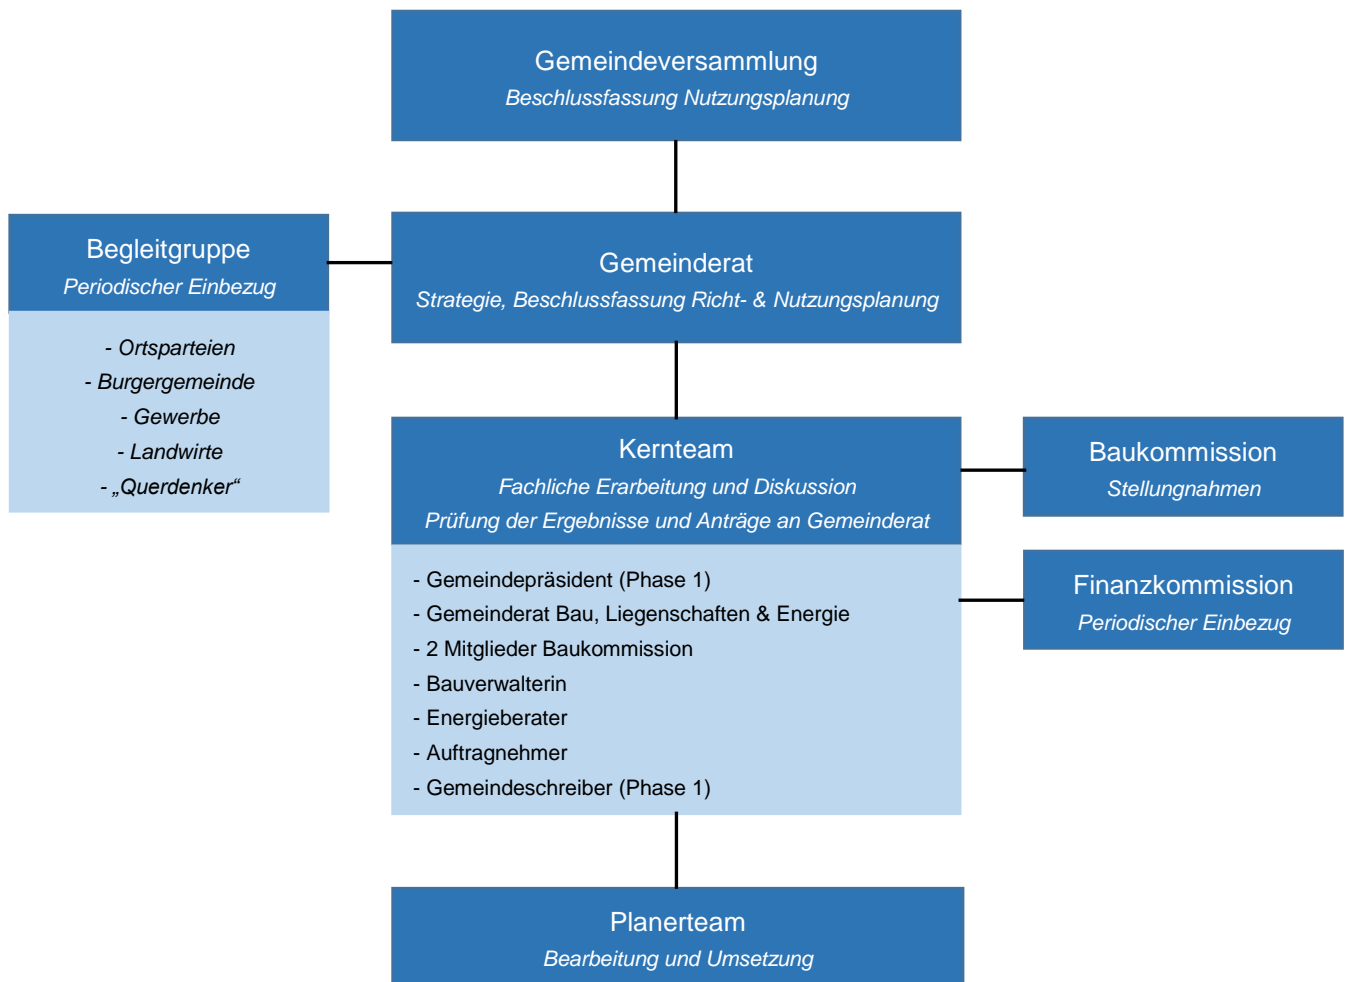 Gemeindeversammlung
Beschlussfassung Nutzungsplanung
Begleitgruppe
Periodischer Einbezug
- Ortsparteien
- Burgergemeinde
- Gewerbe
- Landwirte
- „Querdenker“
Gemeinderat
Strategie, Beschlussfassung Richt- & Nutzungsplanung
Kernteam
Fachliche Erarbeitung und Diskussion
Prüfung der Ergebnisse und Anträge an Gemeinderat
- Gemeindepräsident (Phase 1)
- Gemeinderat Bau, Liegenschaften & Energie
- 2 Mitglieder Baukommission
- Bauverwalterin
- Energieberater
- Auftragnehmer
- Gemeindeschreiber (Phase 1)
Baukommission
Stellungnahmen
Finanzkommission
Periodischer Einbezug
Planerteam
Bearbeitung und Umsetzung